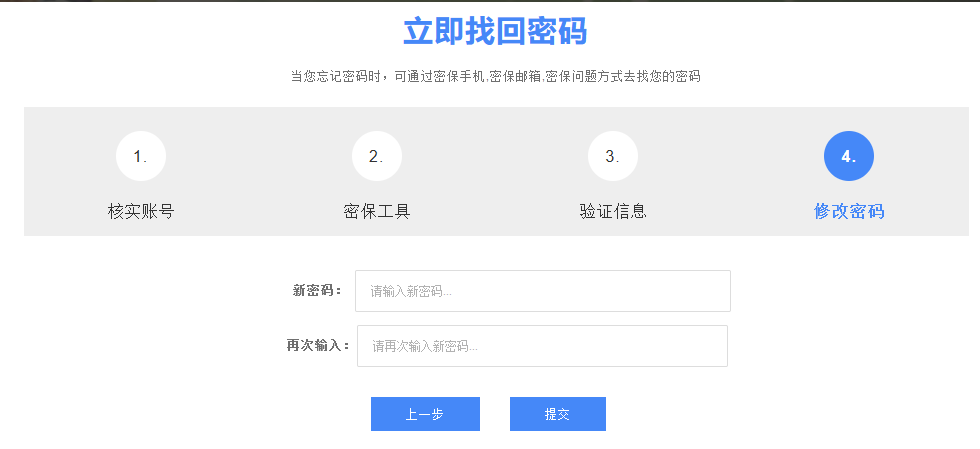 立即找回密码
当您忘记密码时，可通过密保手机,密保邮箱,密保问题方式去找您的密码
1. 2. 3. 4.
核实账号 密保工具 验证信息 修改密码
新密码： 请输入新密码...
再次输入： 请再次输入新密码...
上一步 提交